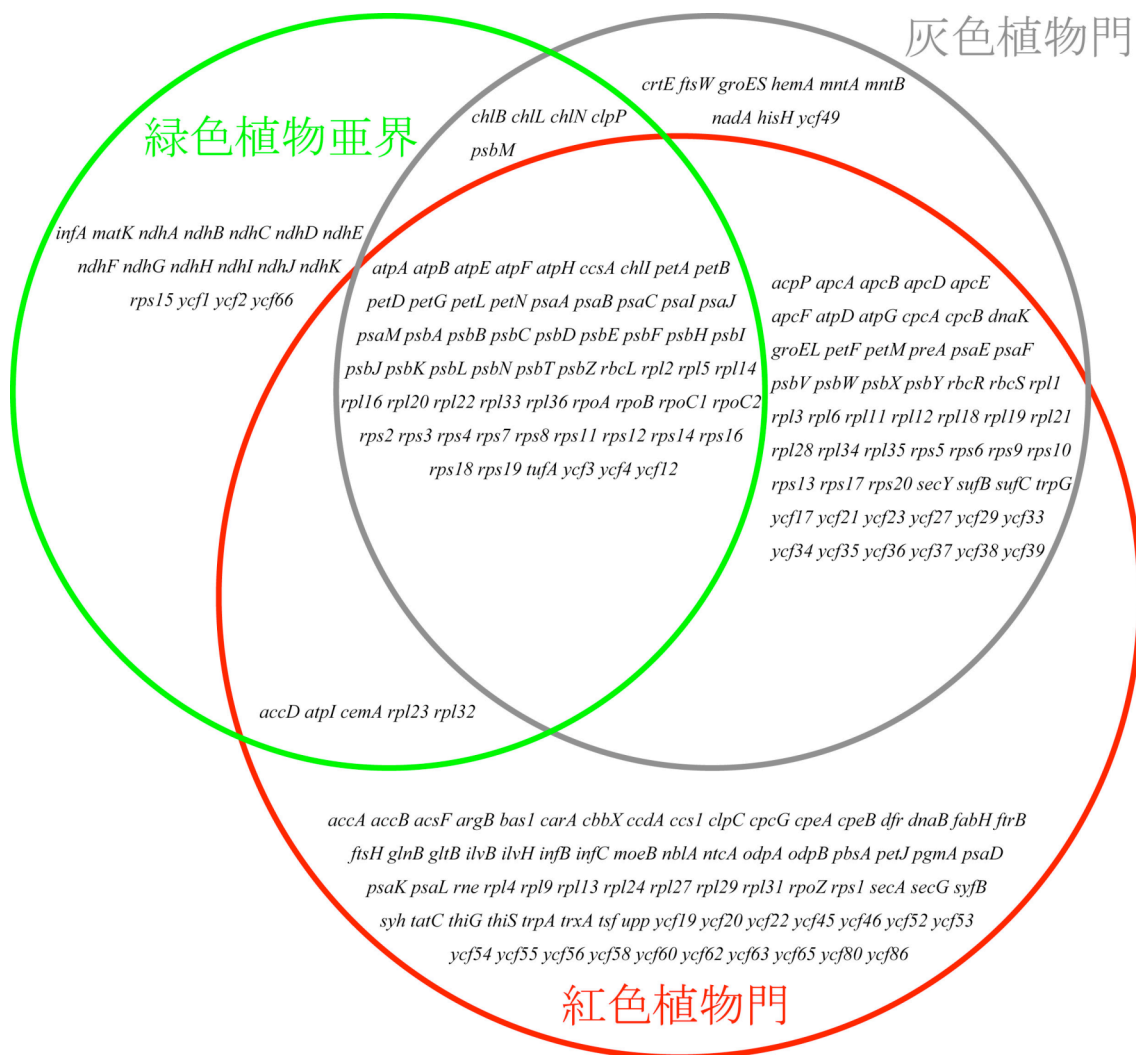 灰色植物門
crtE ftsW groES hemA mntA mntB
nadA hisH ycf49
chlB chlL chlN clpP
psbM
緑色植物亜界
infA matK ndhA ndhB ndhC ndhD ndhE
ndhF ndhG ndhH ndhI ndhJ ndhK
rps15 ycf1 ycf2 ycf66
atpA atpB atpE atpF atpH ccsA chlI petA petB
petD petG petL petN psaA psaB psaC psaI psaJ
psaM psbA psbB psbC psbD psbE psbF psbH psbI
psbJ psbK psbL psbN psbT psbZ rbcL rpl2 rpl5 rpl14
rpl16 rpl20 rpl22 rpl33 rpl36 rpoA rpoB rpoC1 rpoC2
rps2 rps3 rps4 rps7 rps8 rps11 rps12 rps14 rps16
rps18 rps19 tufA ycf3 ycf4 ycf12
acpP apcA apcB apcD apcE
apcF atpD atpG cpcA cpcB dnaK
groEL petF petM preA psaE psaF
psbV psbW psbX psbY rbcR rbcS rpl1
rpl3 rpl6 rpl11 rpl12 rpl18 rpl19 rpl21
rpl28 rpl34 rpl35 rps5 rps6 rps9 rps10
rps13 rps17 rps20 secY sufB sufC trpG
ycf17 ycf21 ycf23 ycf27 ycf29 ycf33
ycf34 ycf35 ycf36 ycf37 ycf38 ycf39
accD atpI cemA rpl23 rpl32
accA accB acsF argB bas1 carA cbbX ccdA ccs1 clpC cpcG cpeA cpeB dfr dnaB fabH ftrB
ftsH glnB gltB ilvB ilvH infB infC moeB nblA ntcA odpA odpB pbsA petJ pgmA psaD
psaK psaL rne rpl4 rpl9 rpl13 rpl24 rpl27 rpl29 rpl31 rpoZ rps1 secA secG syfB
syh tatC thiG thiS trpA trxA tsf upp ycf19 ycf20 ycf22 ycf45 ycf46 ycf52 ycf53
ycf54 ycf55 ycf56 ycf58 ycf60 ycf62 ycf63 ycf65 ycf80 ycf86
紅色植物門